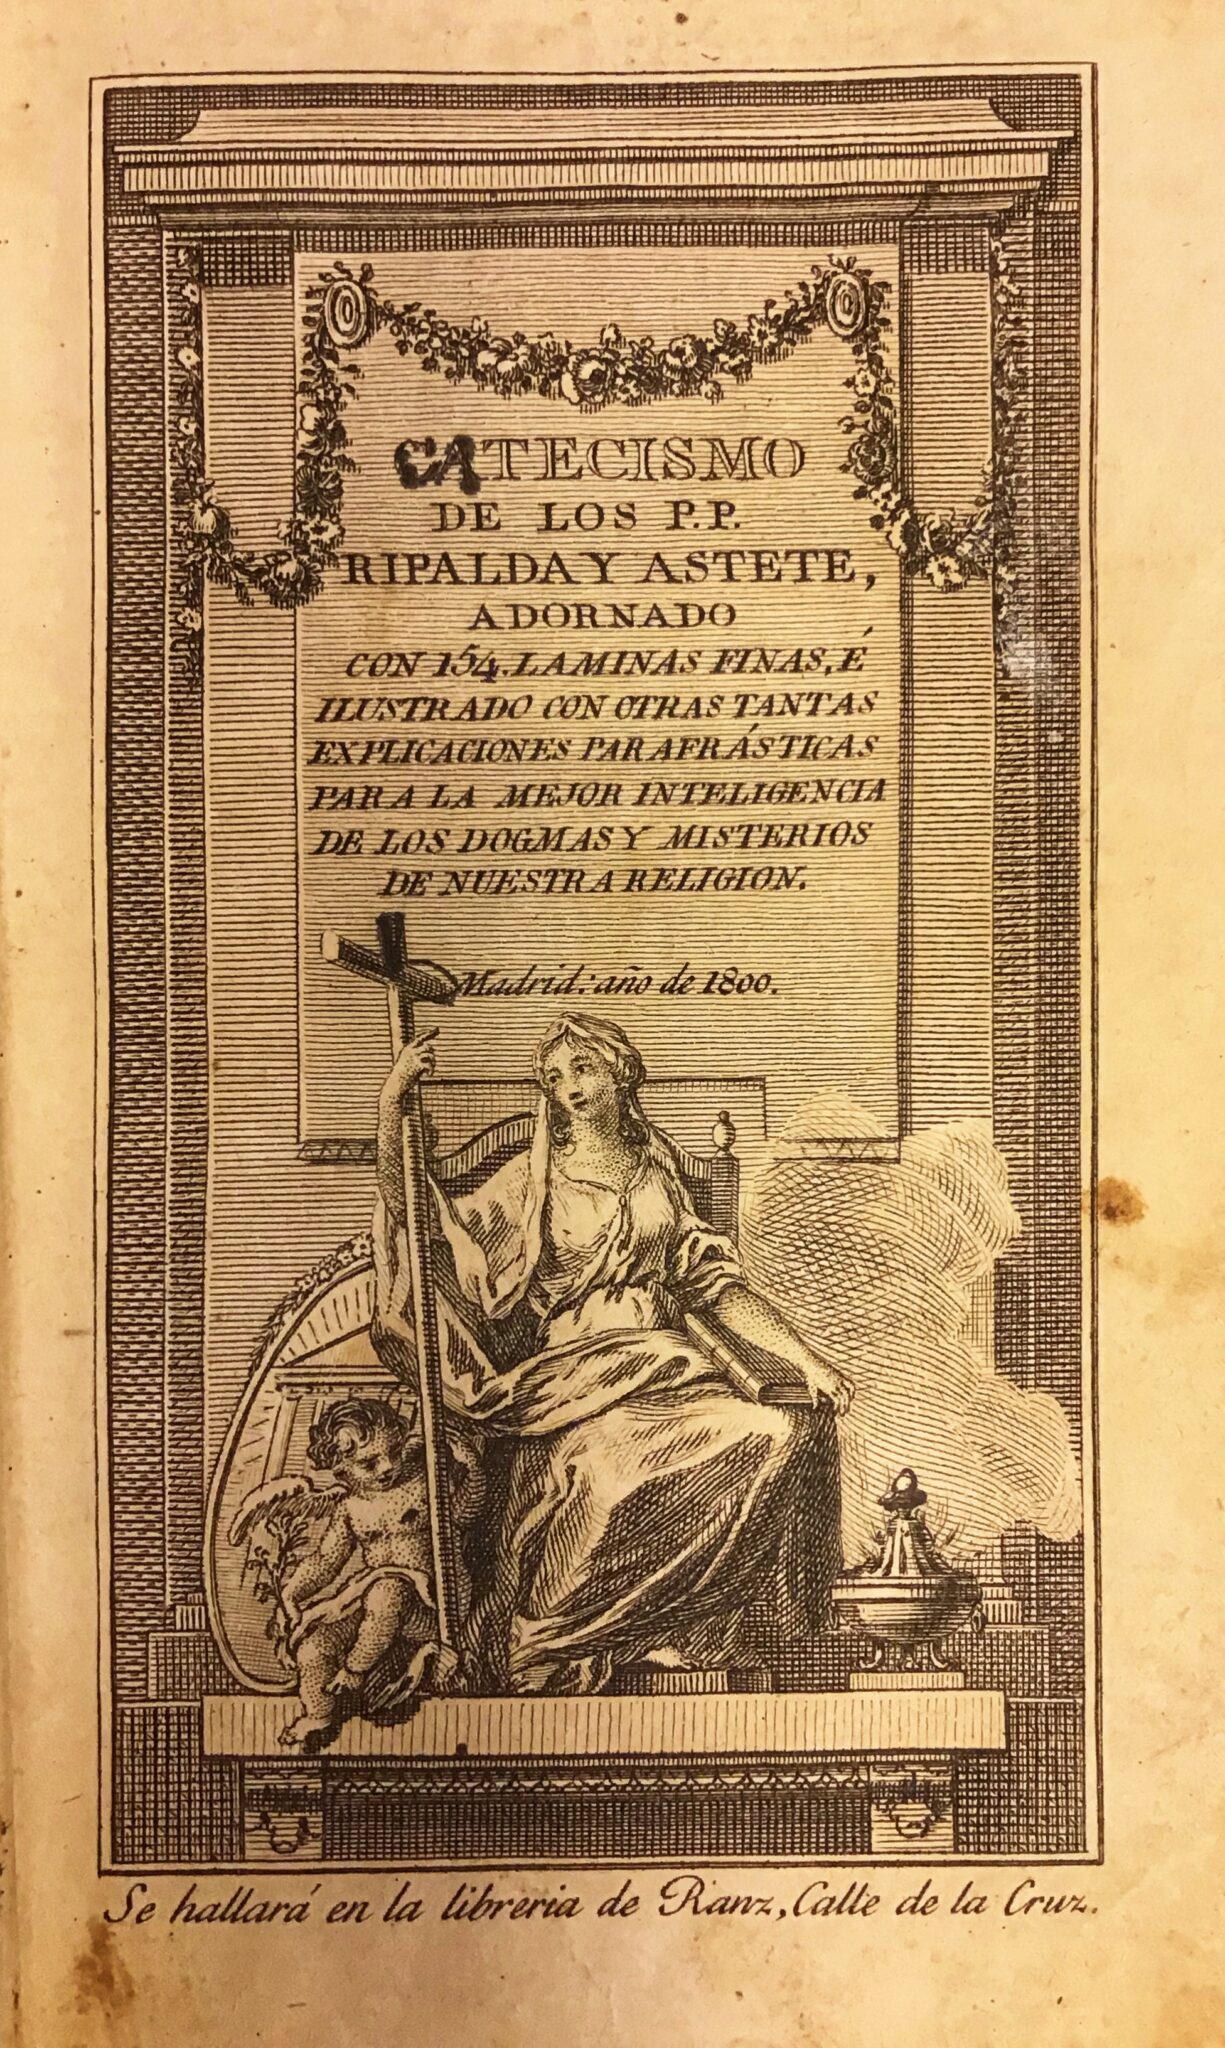 CATECISMO
DE LOS P.P.
RIPALDA Y ASTETE,
ADORNADO
CON 154. LAMINAS FINAS, É
ILUSTRADO CON OTRAS TANTAS
EXPLICACIONES PARAFRÁSTICAS
PARA LA MEJOR INTELIGENCIA
DE LOS DOGMAS Y MISTERIOS
DE NUESTRA RELIGION.
Madrid: año de 1800.
Se hallará en la libreria de Ranz, Calle de la Cruz.